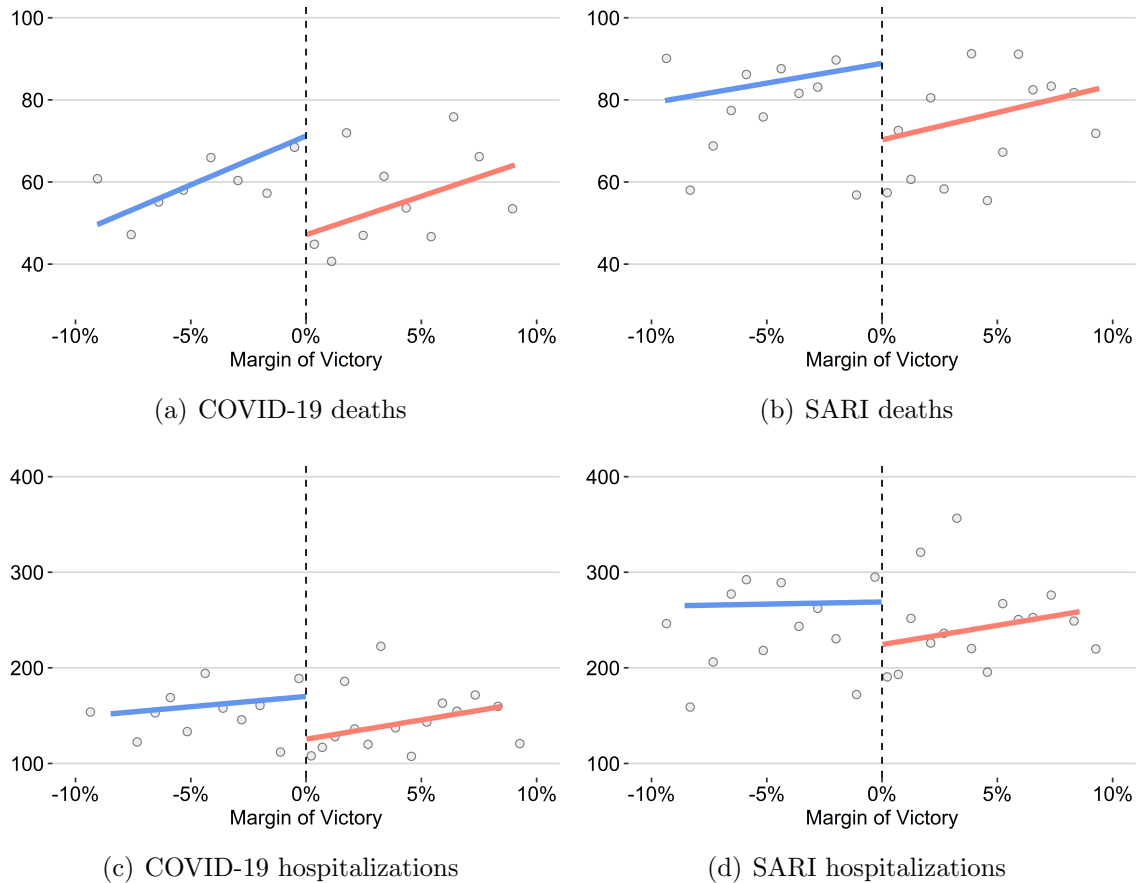 100
80
60
40
-10% -5% 0% 5% 10%
Margin of Victory
(a) COVID-19 deaths
100
80
60
40
-10% -5% 0% 5% 10%
Margin of Victory
(b) SARI deaths
400
300
200
100
-10% -5% 0% 5% 10%
Margin of Victory
(c) COVID-19 hospitalizations
400
300
200
100
-10% -5% 0% 5% 10%
Margin of Victory
(d) SARI hospitalizations